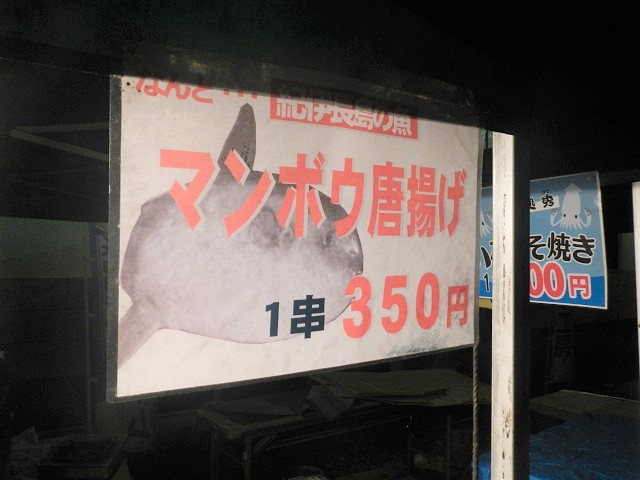 なんと!!!
紀伊長島の魚
マンボウ唐揚げ
1串 350円
そ焼き
00円